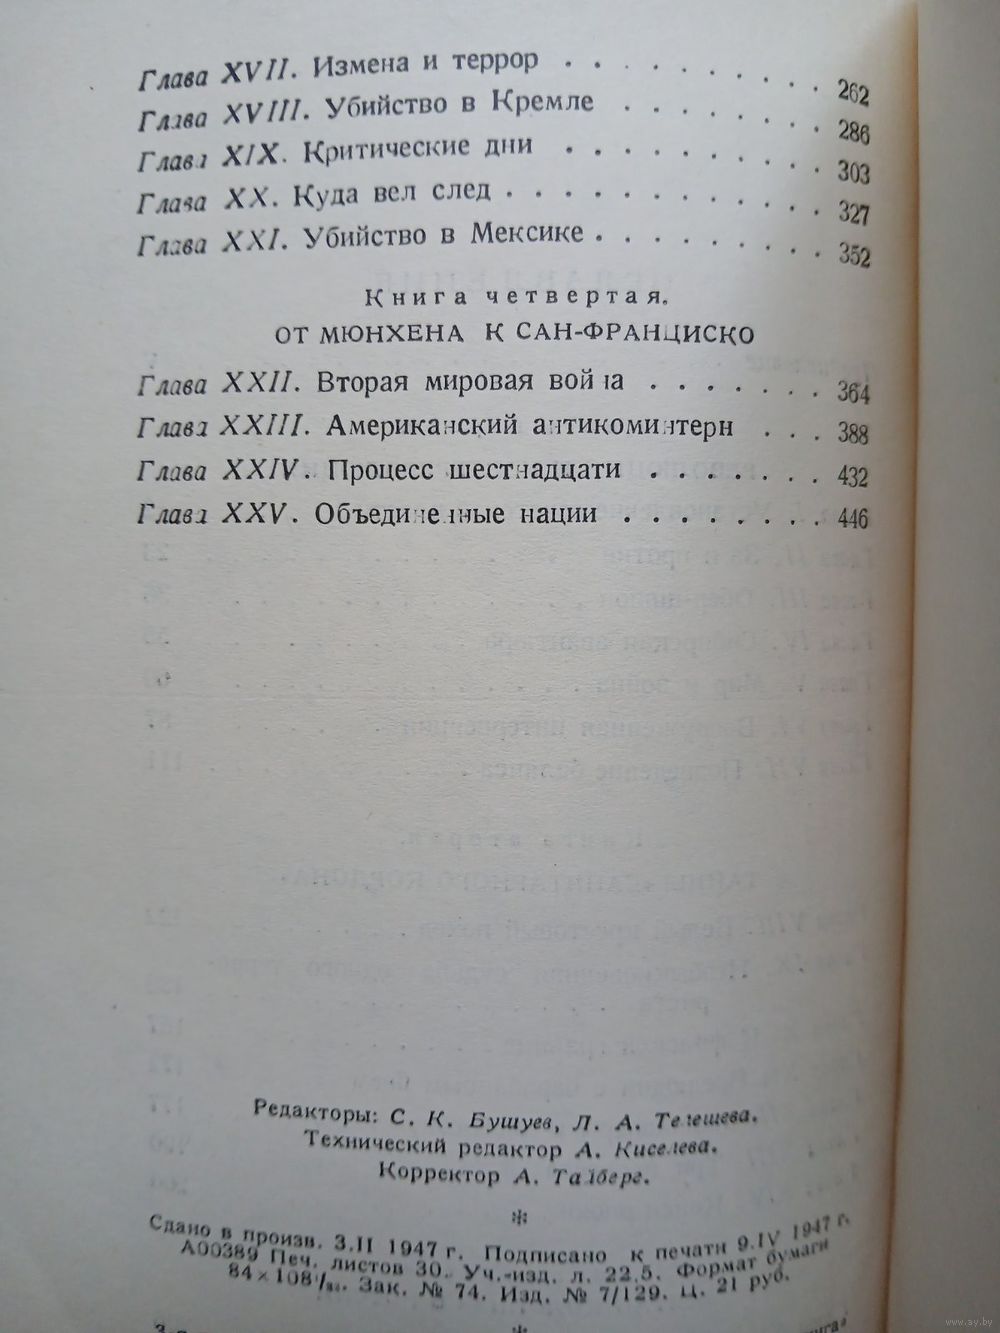 Глава XVII. Измена и террор . . . . . . . . . 262
Глава XVIII. Убийство в Кремле . . . . . . . 286
Глава XIX. Критические дни . . . . . . . . . 303
Глава XX. Куда вел след . . . . . . . . . . . 327
Глава XXI. Убийство в Мексике . . . . . . . . 352
Книга четвертая.
ОТ МЮНХЕНА К САН-ФРАНЦИСКО
Глава XXII. Вторая мировая война . . . . . . 364
Глава XXIII. Американский антикоминтерн . . . 388
Глава XXIV. Процесс шестнадцати . . . . . . . 432
Глава XXV. Объединенные нации . . . . . . . 446
Редакторы: С. К. Бушуев, Л. А. Телешева.
Технический редактор А. Киселева.
Корректор А. Талберг.
*
Сдано в произв. 3.II 1947 г. Подписано к печати 9.IV 1947 г.
А00389 Печ. листов 30. Уч.-изд. л. 22,5. Формат бумаги
84 × 108 Зак. № 74. Изд. № 7/129. Ц. 21 руб.
*
www.ay.by